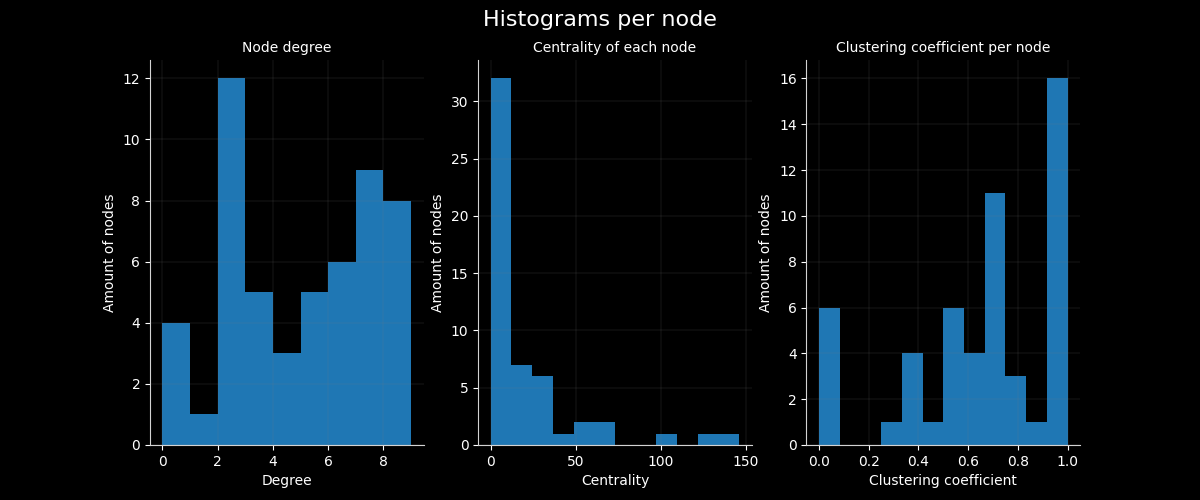 Histograms per node
Node degree
12
10
8
6
4
2
0
0 2 4 6 8
Amount of nodes
Degree
Centrality of each node
30
25
20
15
10
5
0
0 50 100 150
Amount of nodes
Centrality
Clustering coefficient per node
16
14
12
10
8
6
4
2
0
0.0 0.2 0.4 0.6 0.8 1.0
Amount of nodes
Clustering coefficient